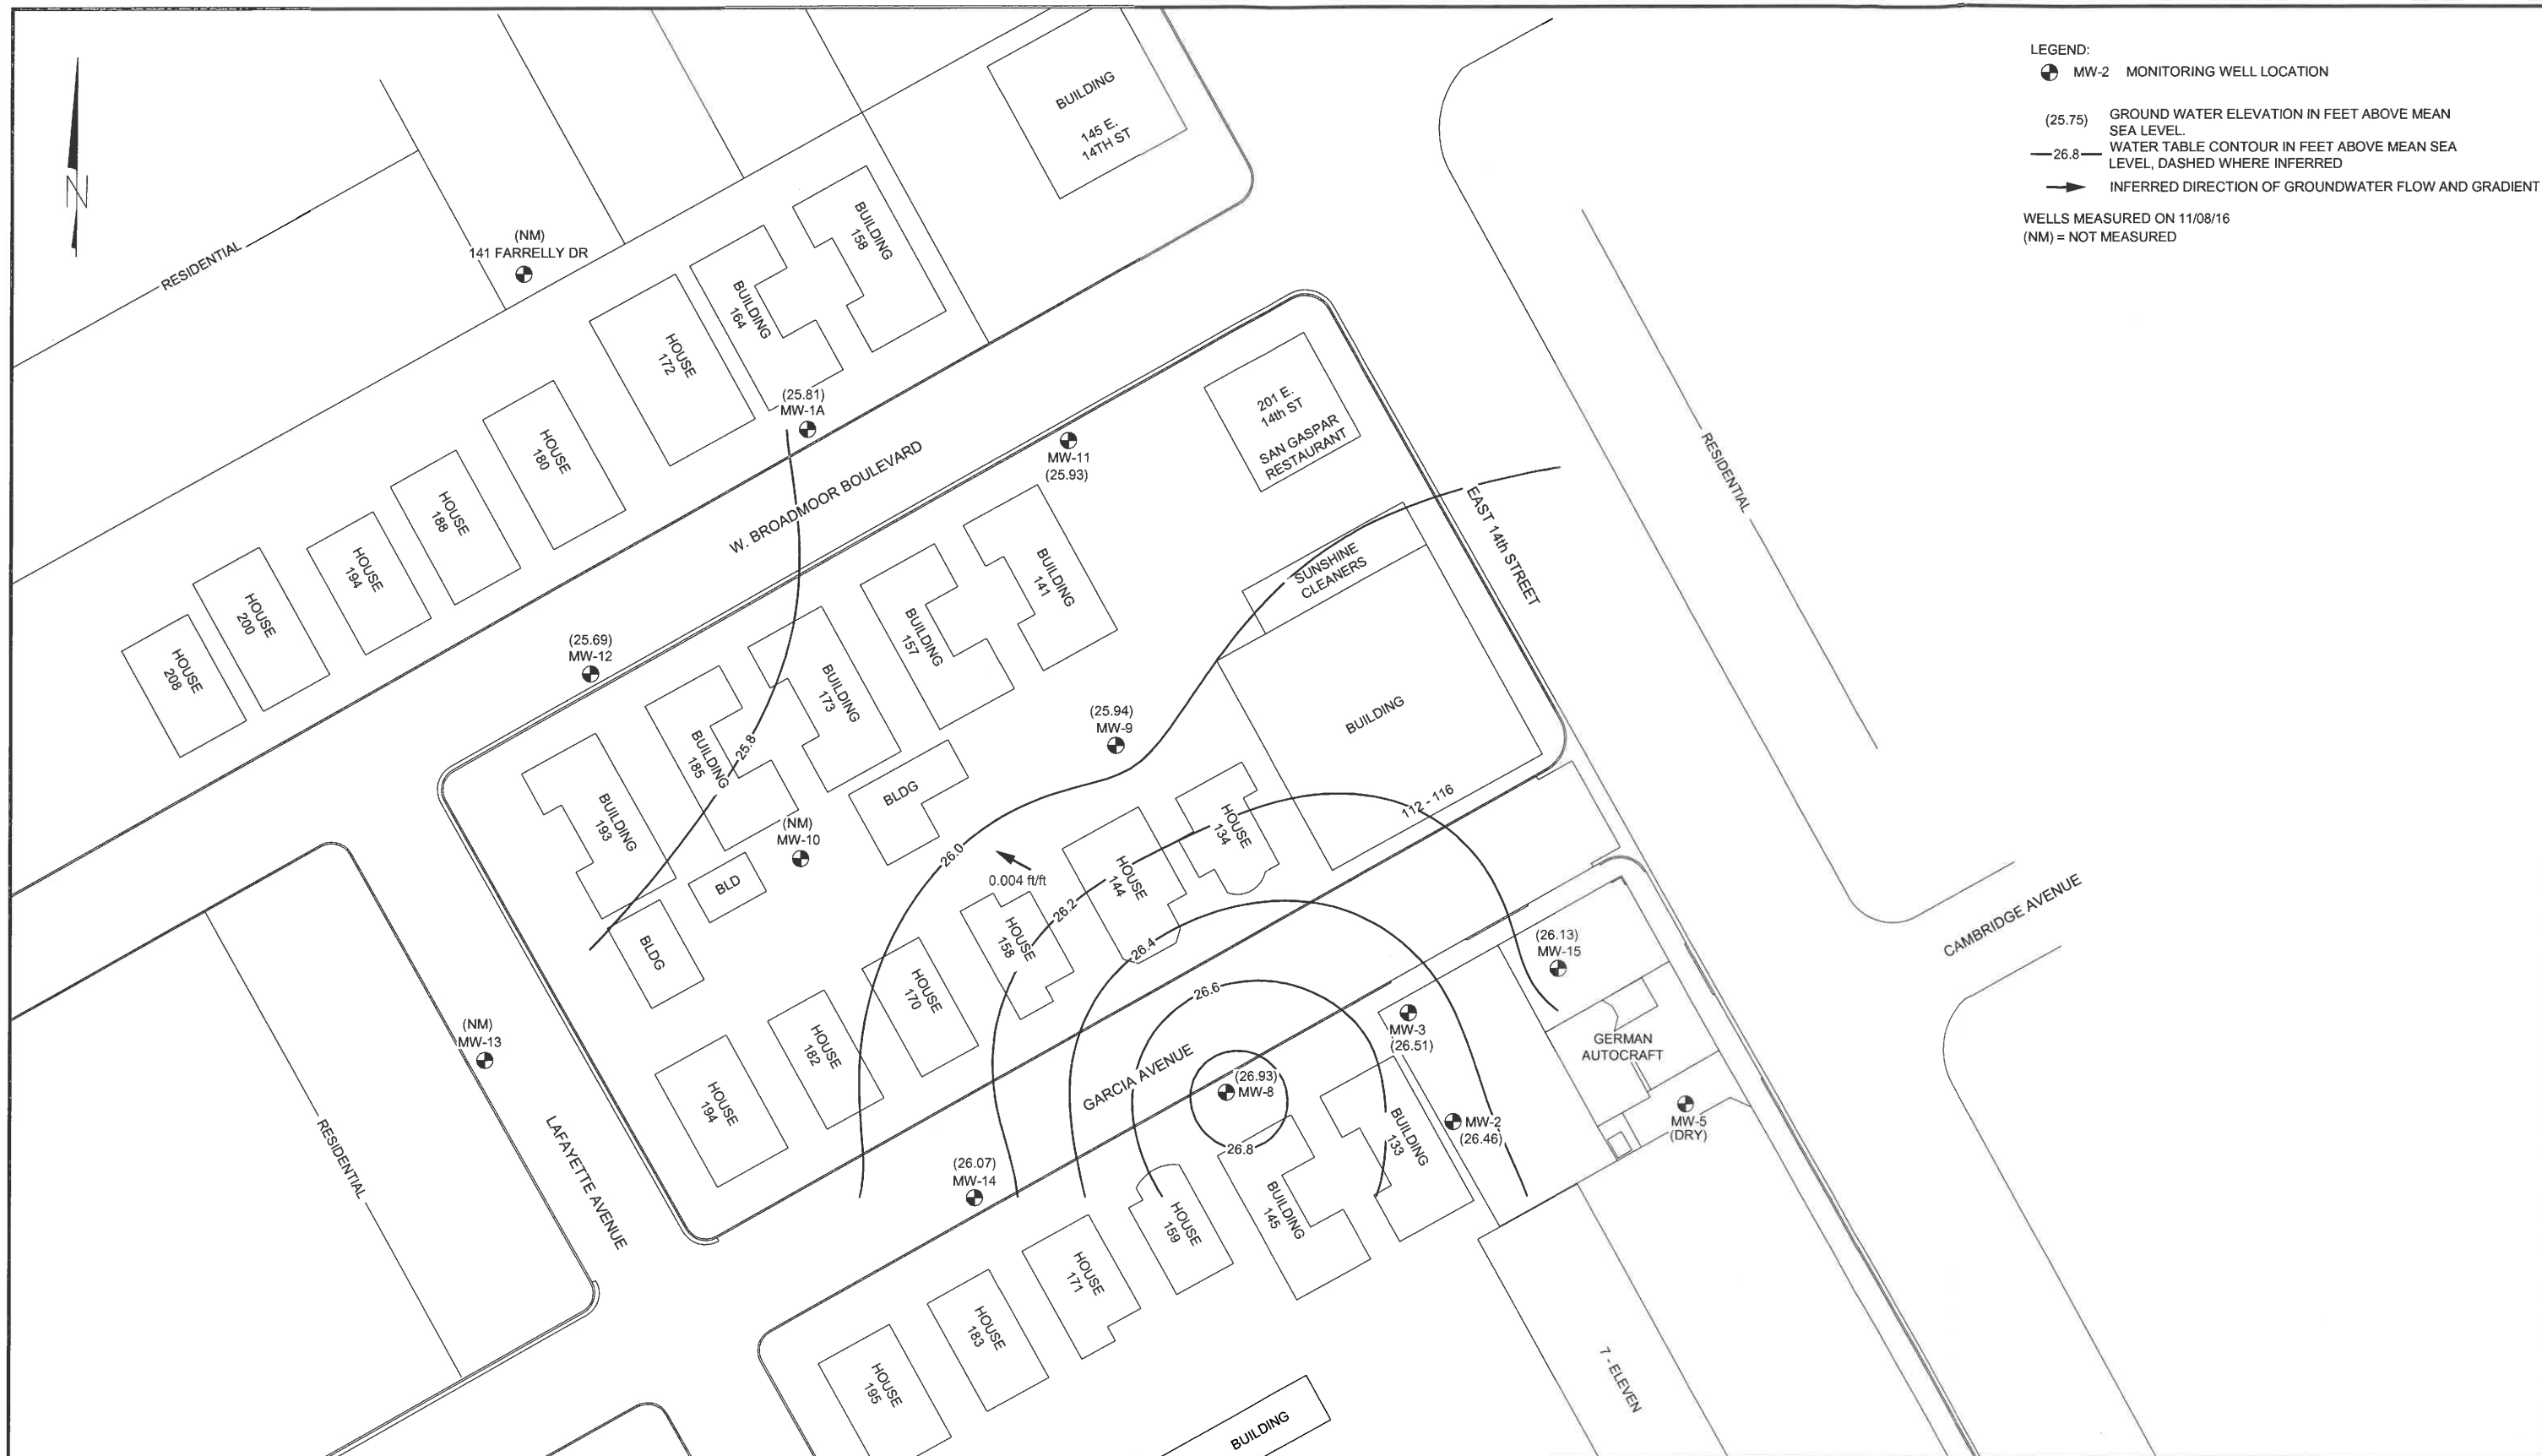 LEGEND:
MW-2 MONITORING WELL LOCATION
(25.75) GROUND WATER ELEVATION IN FEET ABOVE MEAN
SEA LEVEL.
26.8 WATER TABLE CONTOUR IN FEET ABOVE MEAN SEA
LEVEL, DASHED WHERE INFERRED
INFERRED DIRECTION OF GROUNDWATER FLOW AND GRADIENT
WELLS MEASURED ON 11/08/16
(NM) = NOT MEASURED
N
BUILDING
145 E.
14TH ST
RESIDENTIAL
(NM)
141 FARRELLY DR
BUILDING
158
BUILDING
164
HOUSE
172
HOUSE
180
HOUSE
188
HOUSE
194
HOUSE
200
HOUSE
208
(25.81)
MW-1A
W. BROADMOOR BOULEVARD
MW-11
(25.93)
201 E.
14th ST
SAN GASPAR
RESTAURANT
EAST 14th STREET
RESIDENTIAL
SUNSHINE
CLEANERS
BUILDING
112 - 116
BUILDING
141
BUILDING
157
BUILDING
173
BUILDING
185
BUILDING
193
(25.69)
MW-12
25.8
(25.94)
MW-9
BLDG
(NM)
MW-10
BLD
BLDG
26.0
0.004 ft/ft
HOUSE
134
HOUSE
144
26.2
HOUSE
158
26.4
HOUSE
170
HOUSE
182
HOUSE
194
26.6
GARCIA AVENUE
(26.93)
MW-8
26.8
(26.13)
MW-15
MW-3
(26.51)
MW-2
(26.46)
GERMAN
AUTOCRAFT
MW-5
(DRY)
CAMBRIDGE AVENUE
(NM)
MW-13
RESIDENTIAL
LAFAYETTE AVENUE
(26.07)
MW-14
BUILDING
133
BUILDING
145
HOUSE
159
HOUSE
171
HOUSE
183
HOUSE
195
BUILDING
7 - ELEVEN